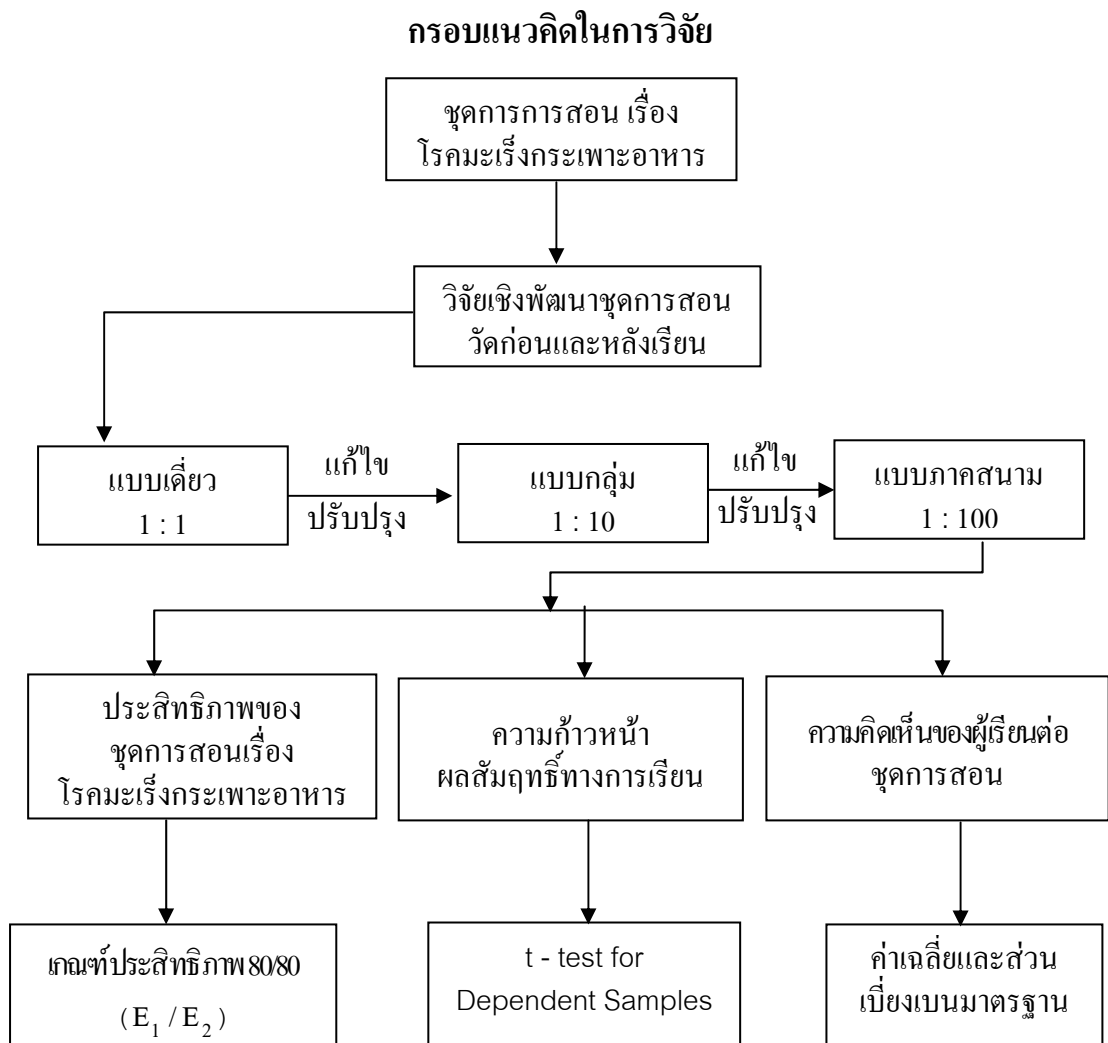 กรอบแนวคิดในการวิจัย
ชุดการการสอน เรื่อง
โรคมะเร็งกระเพาะอาหาร
วิจัยเชิงพัฒนาชุดการสอน
วัดก่อนและหลังเรียน
แบบเดี่ยว
1 : 1
แก้ไข
ปรับปรุง
แบบกลุ่ม
1 : 10
แก้ไข
ปรับปรุง
แบบภาคสนาม
1 : 100
ประสิทธิภาพของ
ชุดการสอนเรื่อง
โรคมะเร็งกระเพาะอาหาร
ความก้าวหน้า
ผลสัมฤทธิ์ทางการเรียน
ความคิดเห็นของผู้เรียนต่อ
ชุดการสอน
เกณฑ์ประสิทธิภาพ 80/80
( E₁ / E₂ )
t - test for
Dependent Samples
ค่าเฉลี่ยและส่วน
เบี่ยงเบนมาตรฐาน